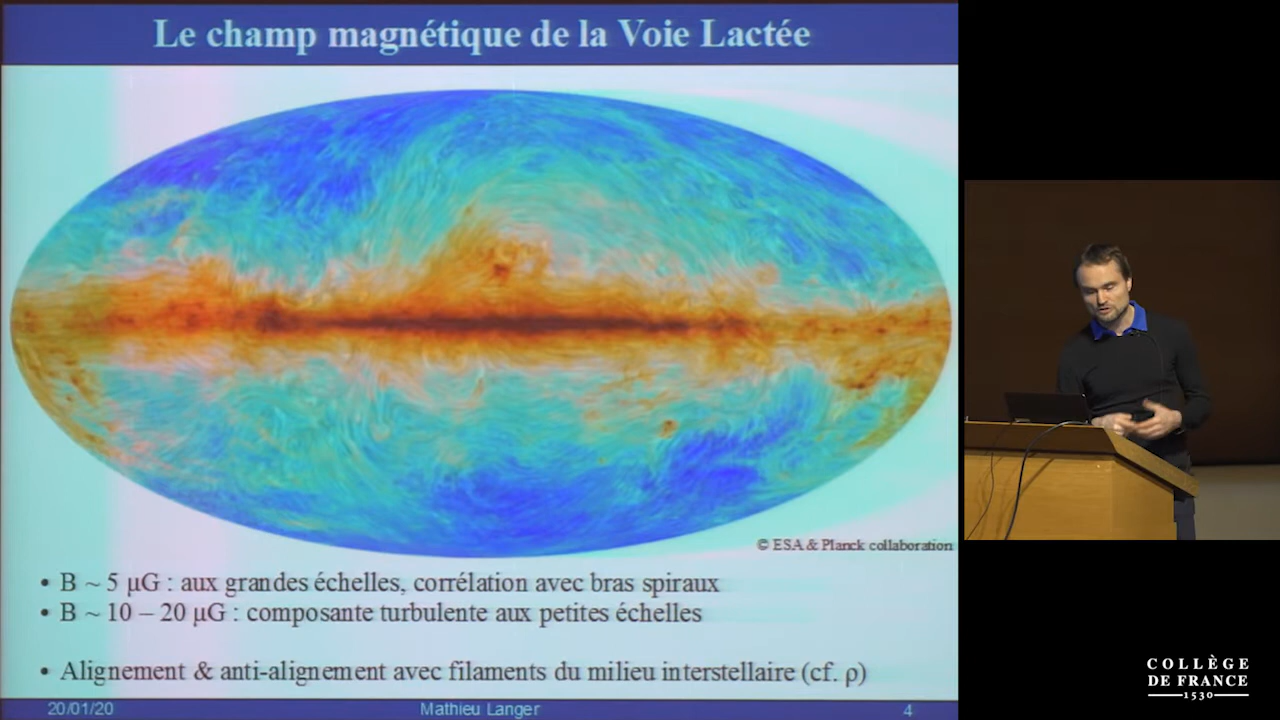 Le champ magnétique de la Voie Lactée
© ESA & Planck collaboration
• B ~ 5 μG : aux grandes échelles, corrélation avec bras spiraux
• B ~ 10 – 20 μG : composante turbulente aux petites échelles
• Alignement & anti-alignement avec filaments du milieu interstellaire (cf. ρ)
20/01/20
Mathieu Langer
4
COLLÈGE
DE FRANCE
1530